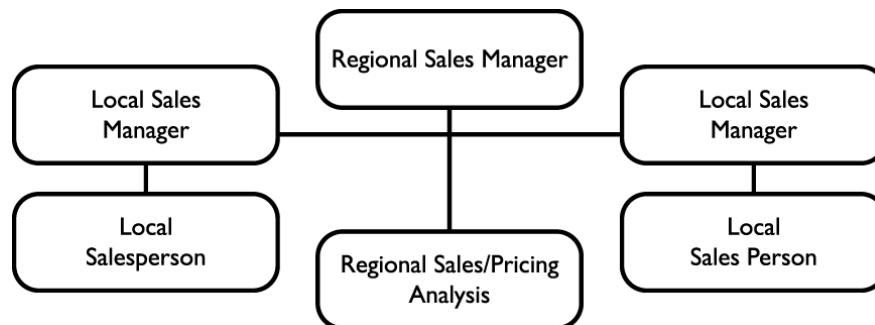 Regional Sales Manager
Local Sales
Manager
Local Sales
Manager
Local
Salesperson
Local
Sales Person
Regional Sales/Pricing
Analysis